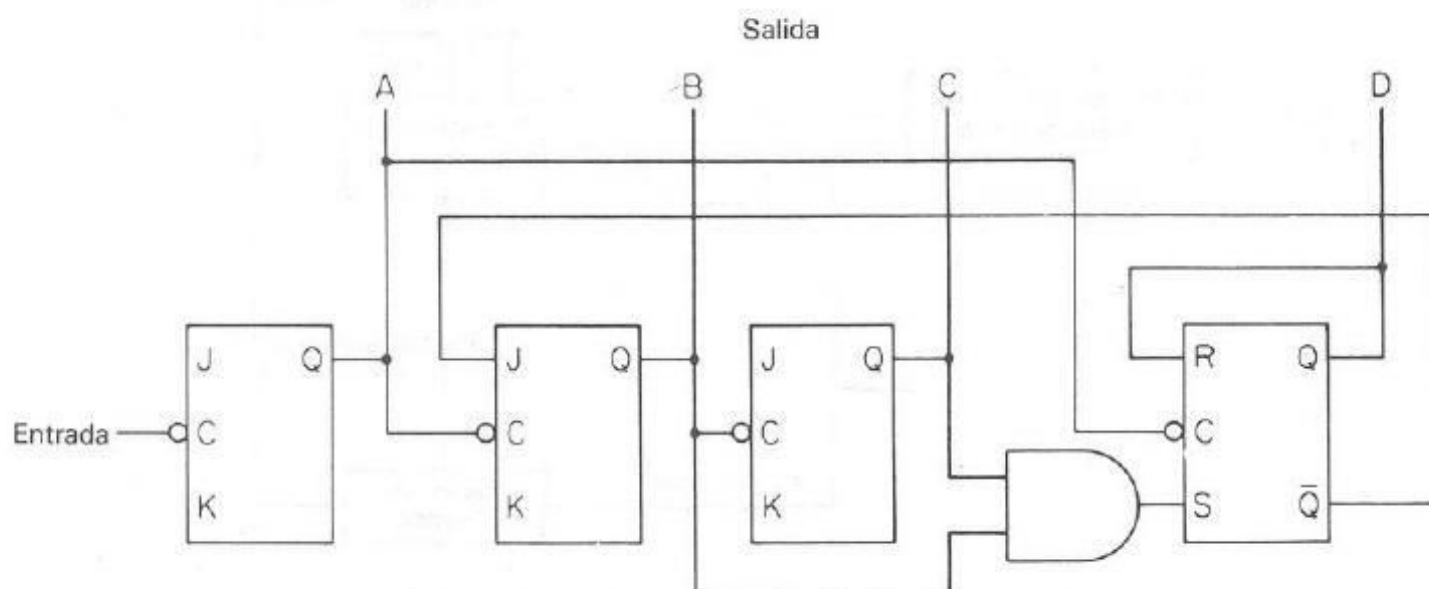 Salida
A B C D
J Q J Q J Q R Q
Entrada C C C C
K K K S Q̅